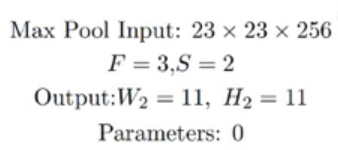 Max Pool Input: 23 × 23 × 256
F = 3,S = 2
Output:W₂ = 11, H₂ = 11
Parameters: 0